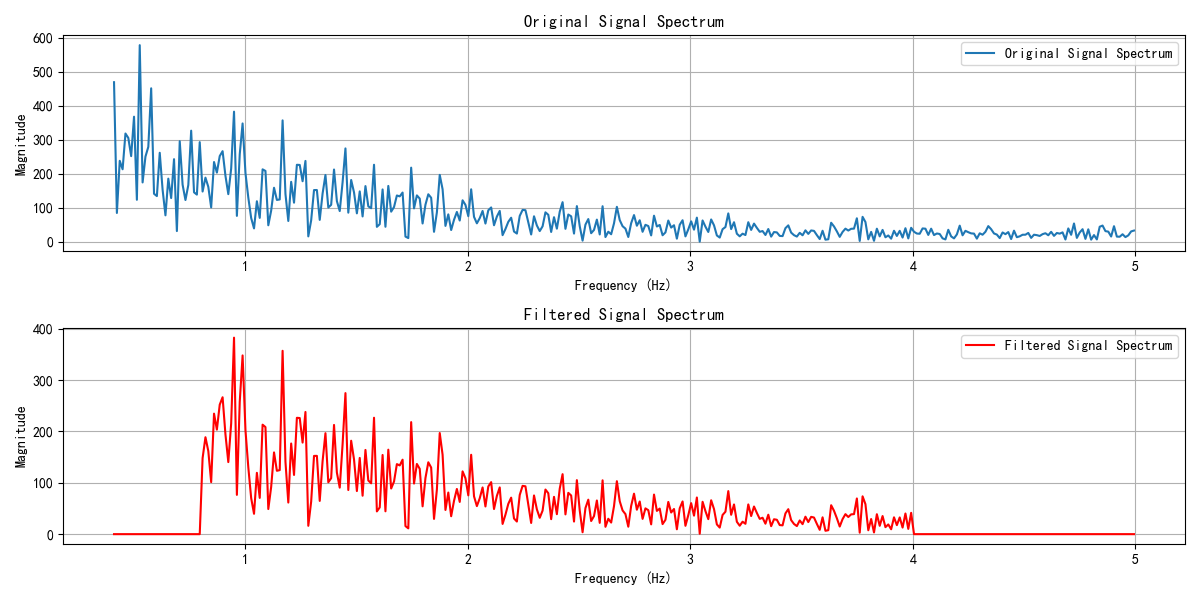 Original Signal Spectrum
600
500
400
300
200
100
0
Magnitude
Original Signal Spectrum
1 2 3 4 5
Frequency (Hz)
Filtered Signal Spectrum
400
300
200
100
0
Magnitude
Filtered Signal Spectrum
1 2 3 4 5
Frequency (Hz)